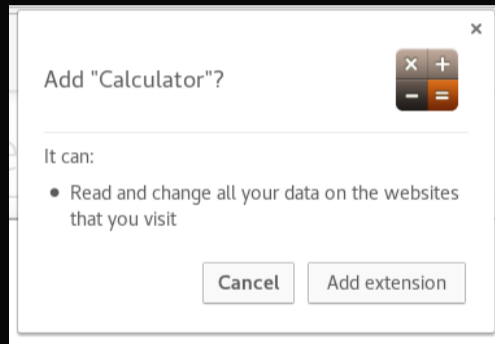 Add "Calculator"?
It can:
Read and change all your data on the websites
that you visit
Cancel
Add extension